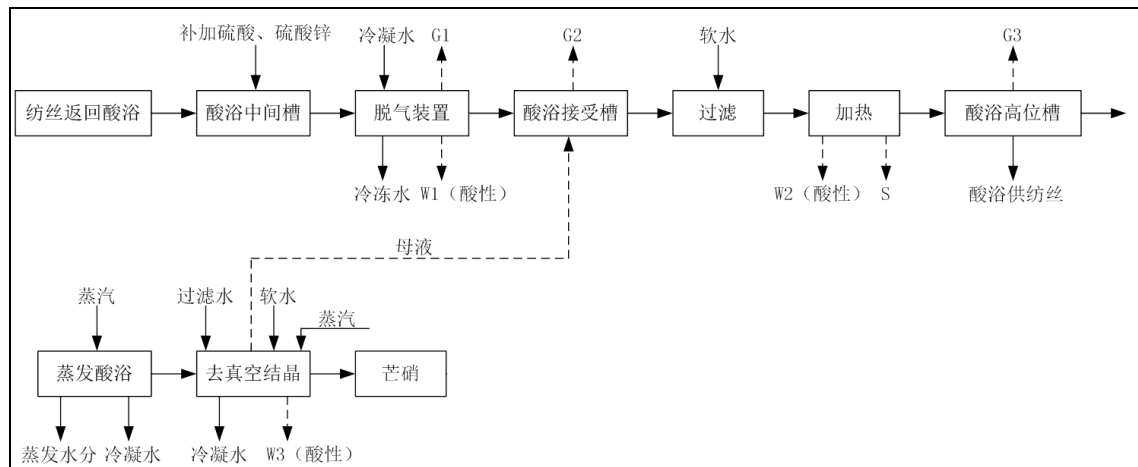 补加硫酸、硫酸锌
冷凝水
G1
G2
软水
G3
纺丝返回酸浴
酸浴中间槽
脱气装置
酸浴接受槽
过滤
加热
酸浴高位槽
冷冻水
W1（酸性）
W2（酸性）
S
酸浴供纺丝
母液
蒸汽
过滤水
软水
蒸汽
蒸发酸浴
去真空结晶
芒硝
蒸发水分
冷凝水
冷凝水
W3（酸性）